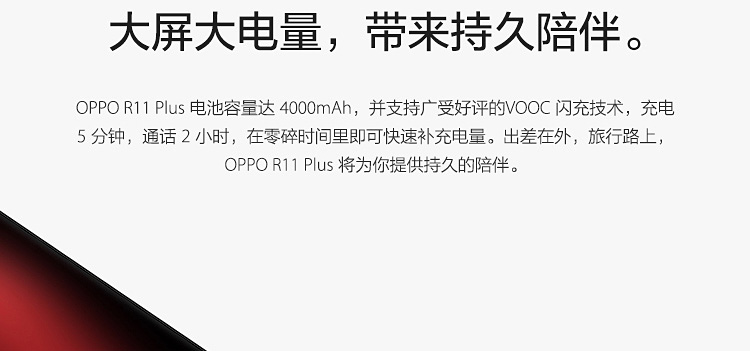 大屏大电量，带来持久陪伴。
OPPO R11 Plus 电池容量达 4000mAh，并支持广受好评的VOOC 闪充技术，充电
5 分钟，通话 2 小时，在零碎时间里即可快速补充电量。出差在外，旅行路上，
OPPO R11 Plus 将为你提供持久的陪伴。